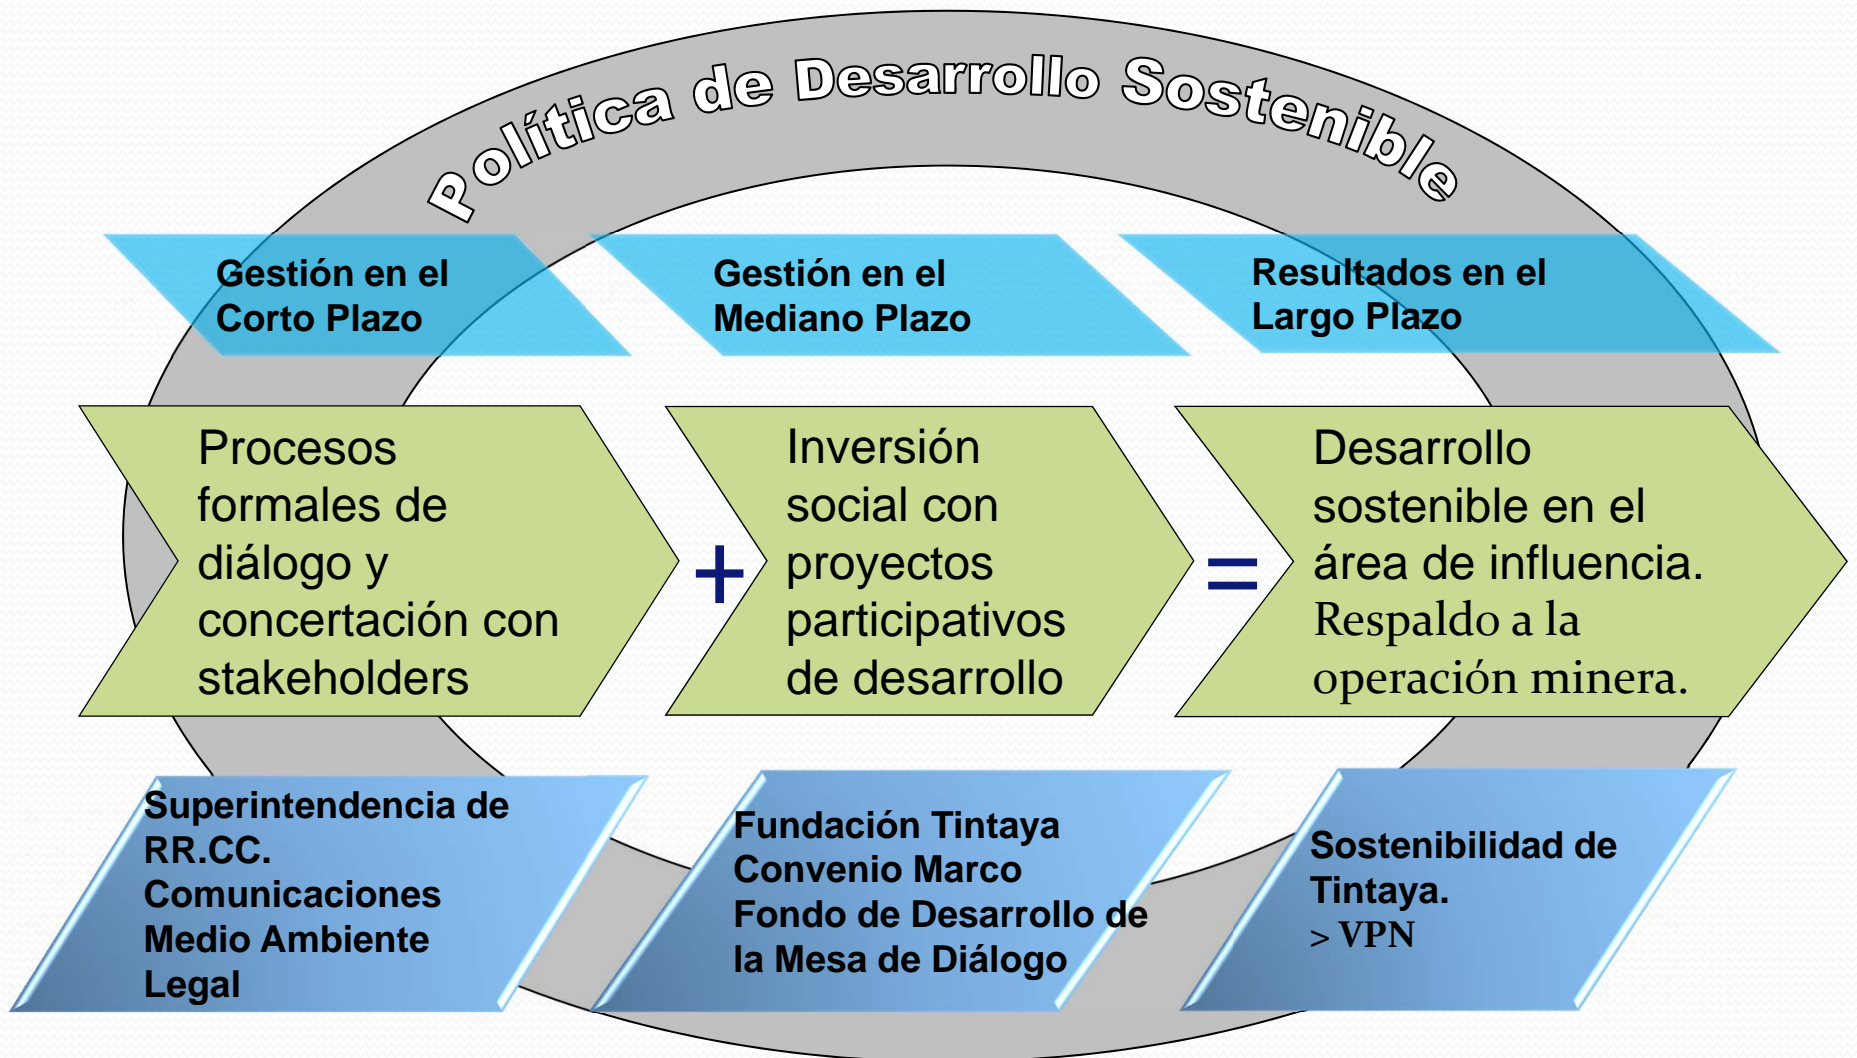 Política de Desarrollo Sostenible
Gestión en el
Corto Plazo
Gestión en el
Mediano Plazo
Resultados en el
Largo Plazo
Procesos
formales de
diálogo y
concertación con
stakeholders
+
Inversión
social con
proyectos
participativos
de desarrollo
=
Desarrollo
sostenible en el
área de influencia.
Respaldo a la
operación minera.
Superintendencia de
RR.CC.
Comunicaciones
Medio Ambiente
Legal
Fundación Tintaya
Convenio Marco
Fondo de Desarrollo de
la Mesa de Diálogo
Sostenibilidad de
Tintaya.
> VPN